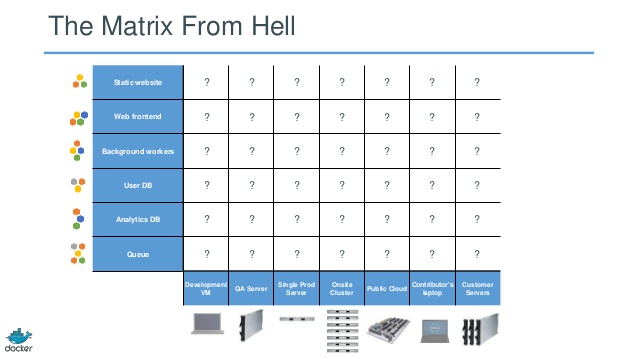 The Matrix From Hell
Static website ? ? ? ? ? ? ?
Web frontend ? ? ? ? ? ? ?
Background workers ? ? ? ? ? ? ?
User DB ? ? ? ? ? ? ?
Analytics DB ? ? ? ? ? ? ?
Queue ? ? ? ? ? ? ?
Development VM
QA Server
Single Prod Server
Onsite Cluster
Public Cloud
Contributor's laptop
Customer Servers
docker